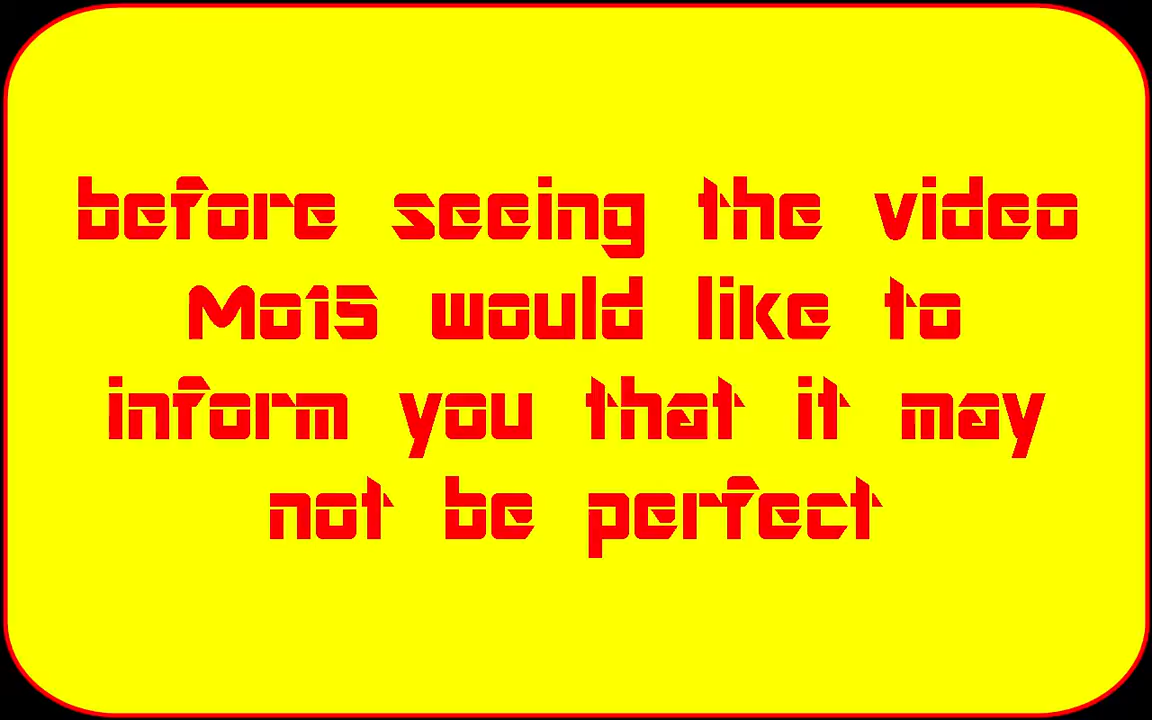 before seeing the video
Mo15 would like to
inform you that it may
not be perfect